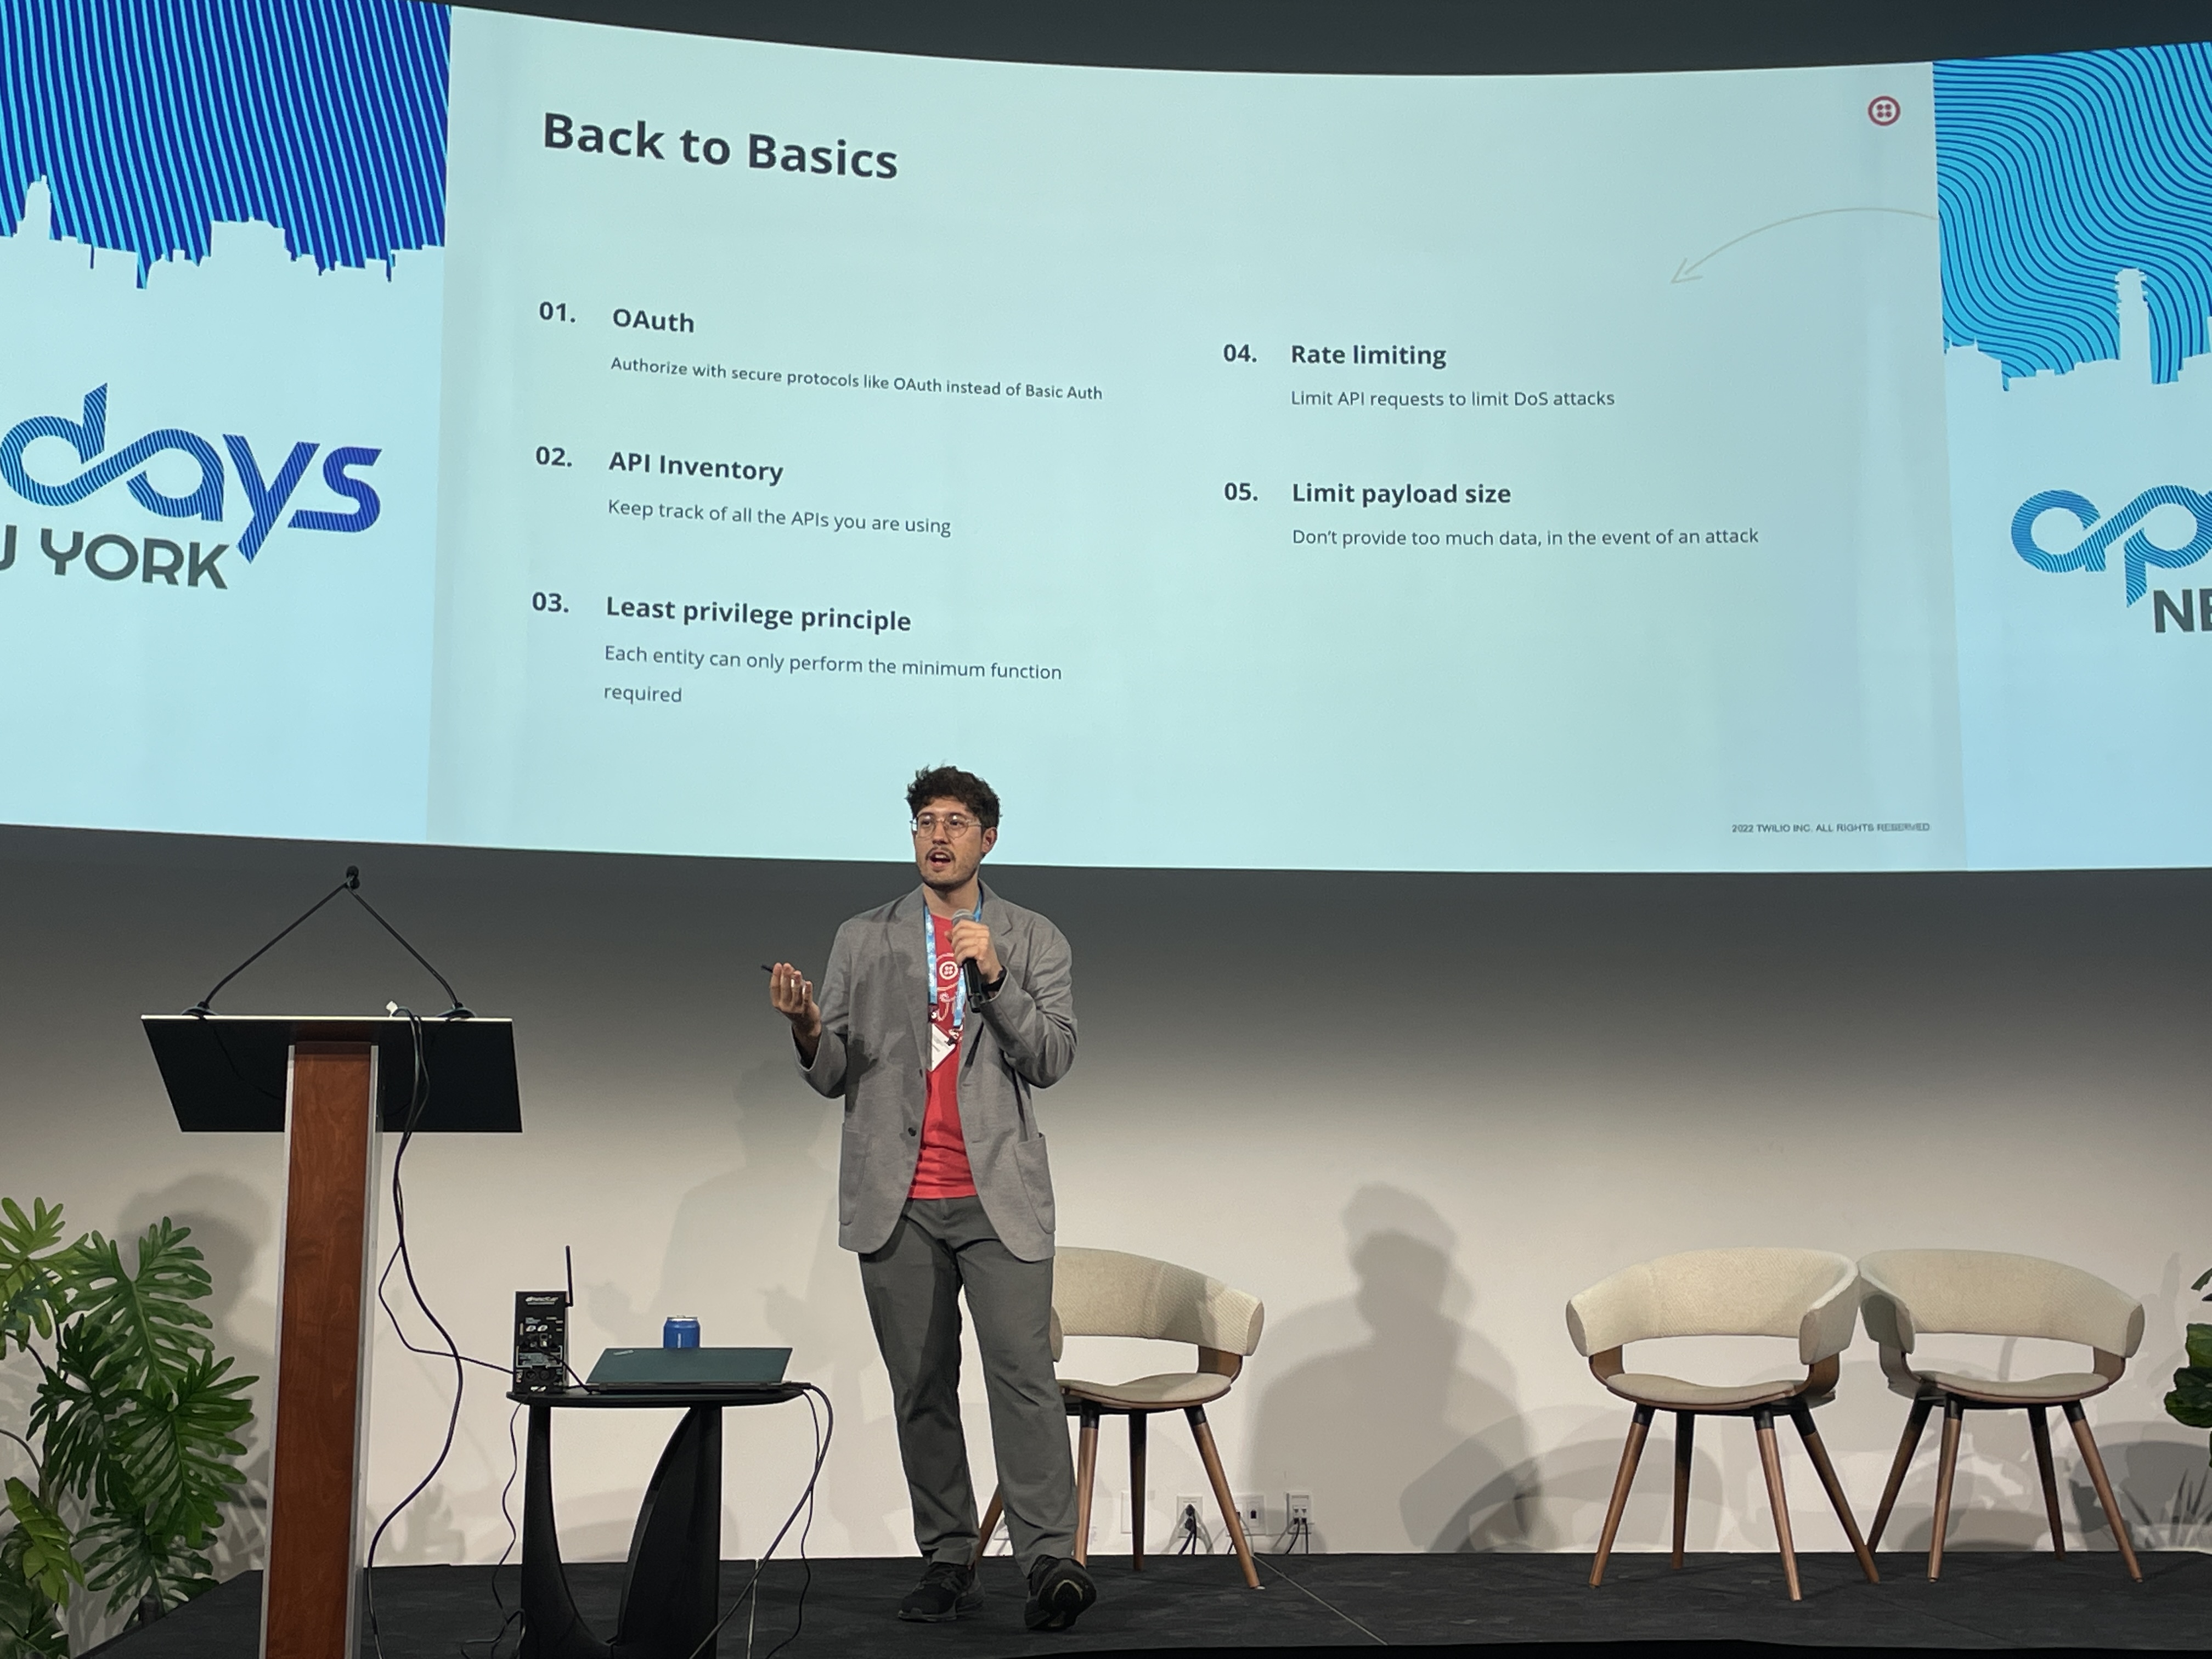 Back to Basics
01. OAuth
Authorize with secure protocols like OAuth instead of Basic Auth
02. API Inventory
Keep track of all the APIs you are using
03. Least privilege principle
Each entity can only perform the minimum function
required
04. Rate limiting
Limit API requests to limit DoS attacks
05. Limit payload size
Don't provide too much data, in the event of an attack
2022 TWILIO INC. ALL RIGHTS RESERVED
days
YORK
ap
NE